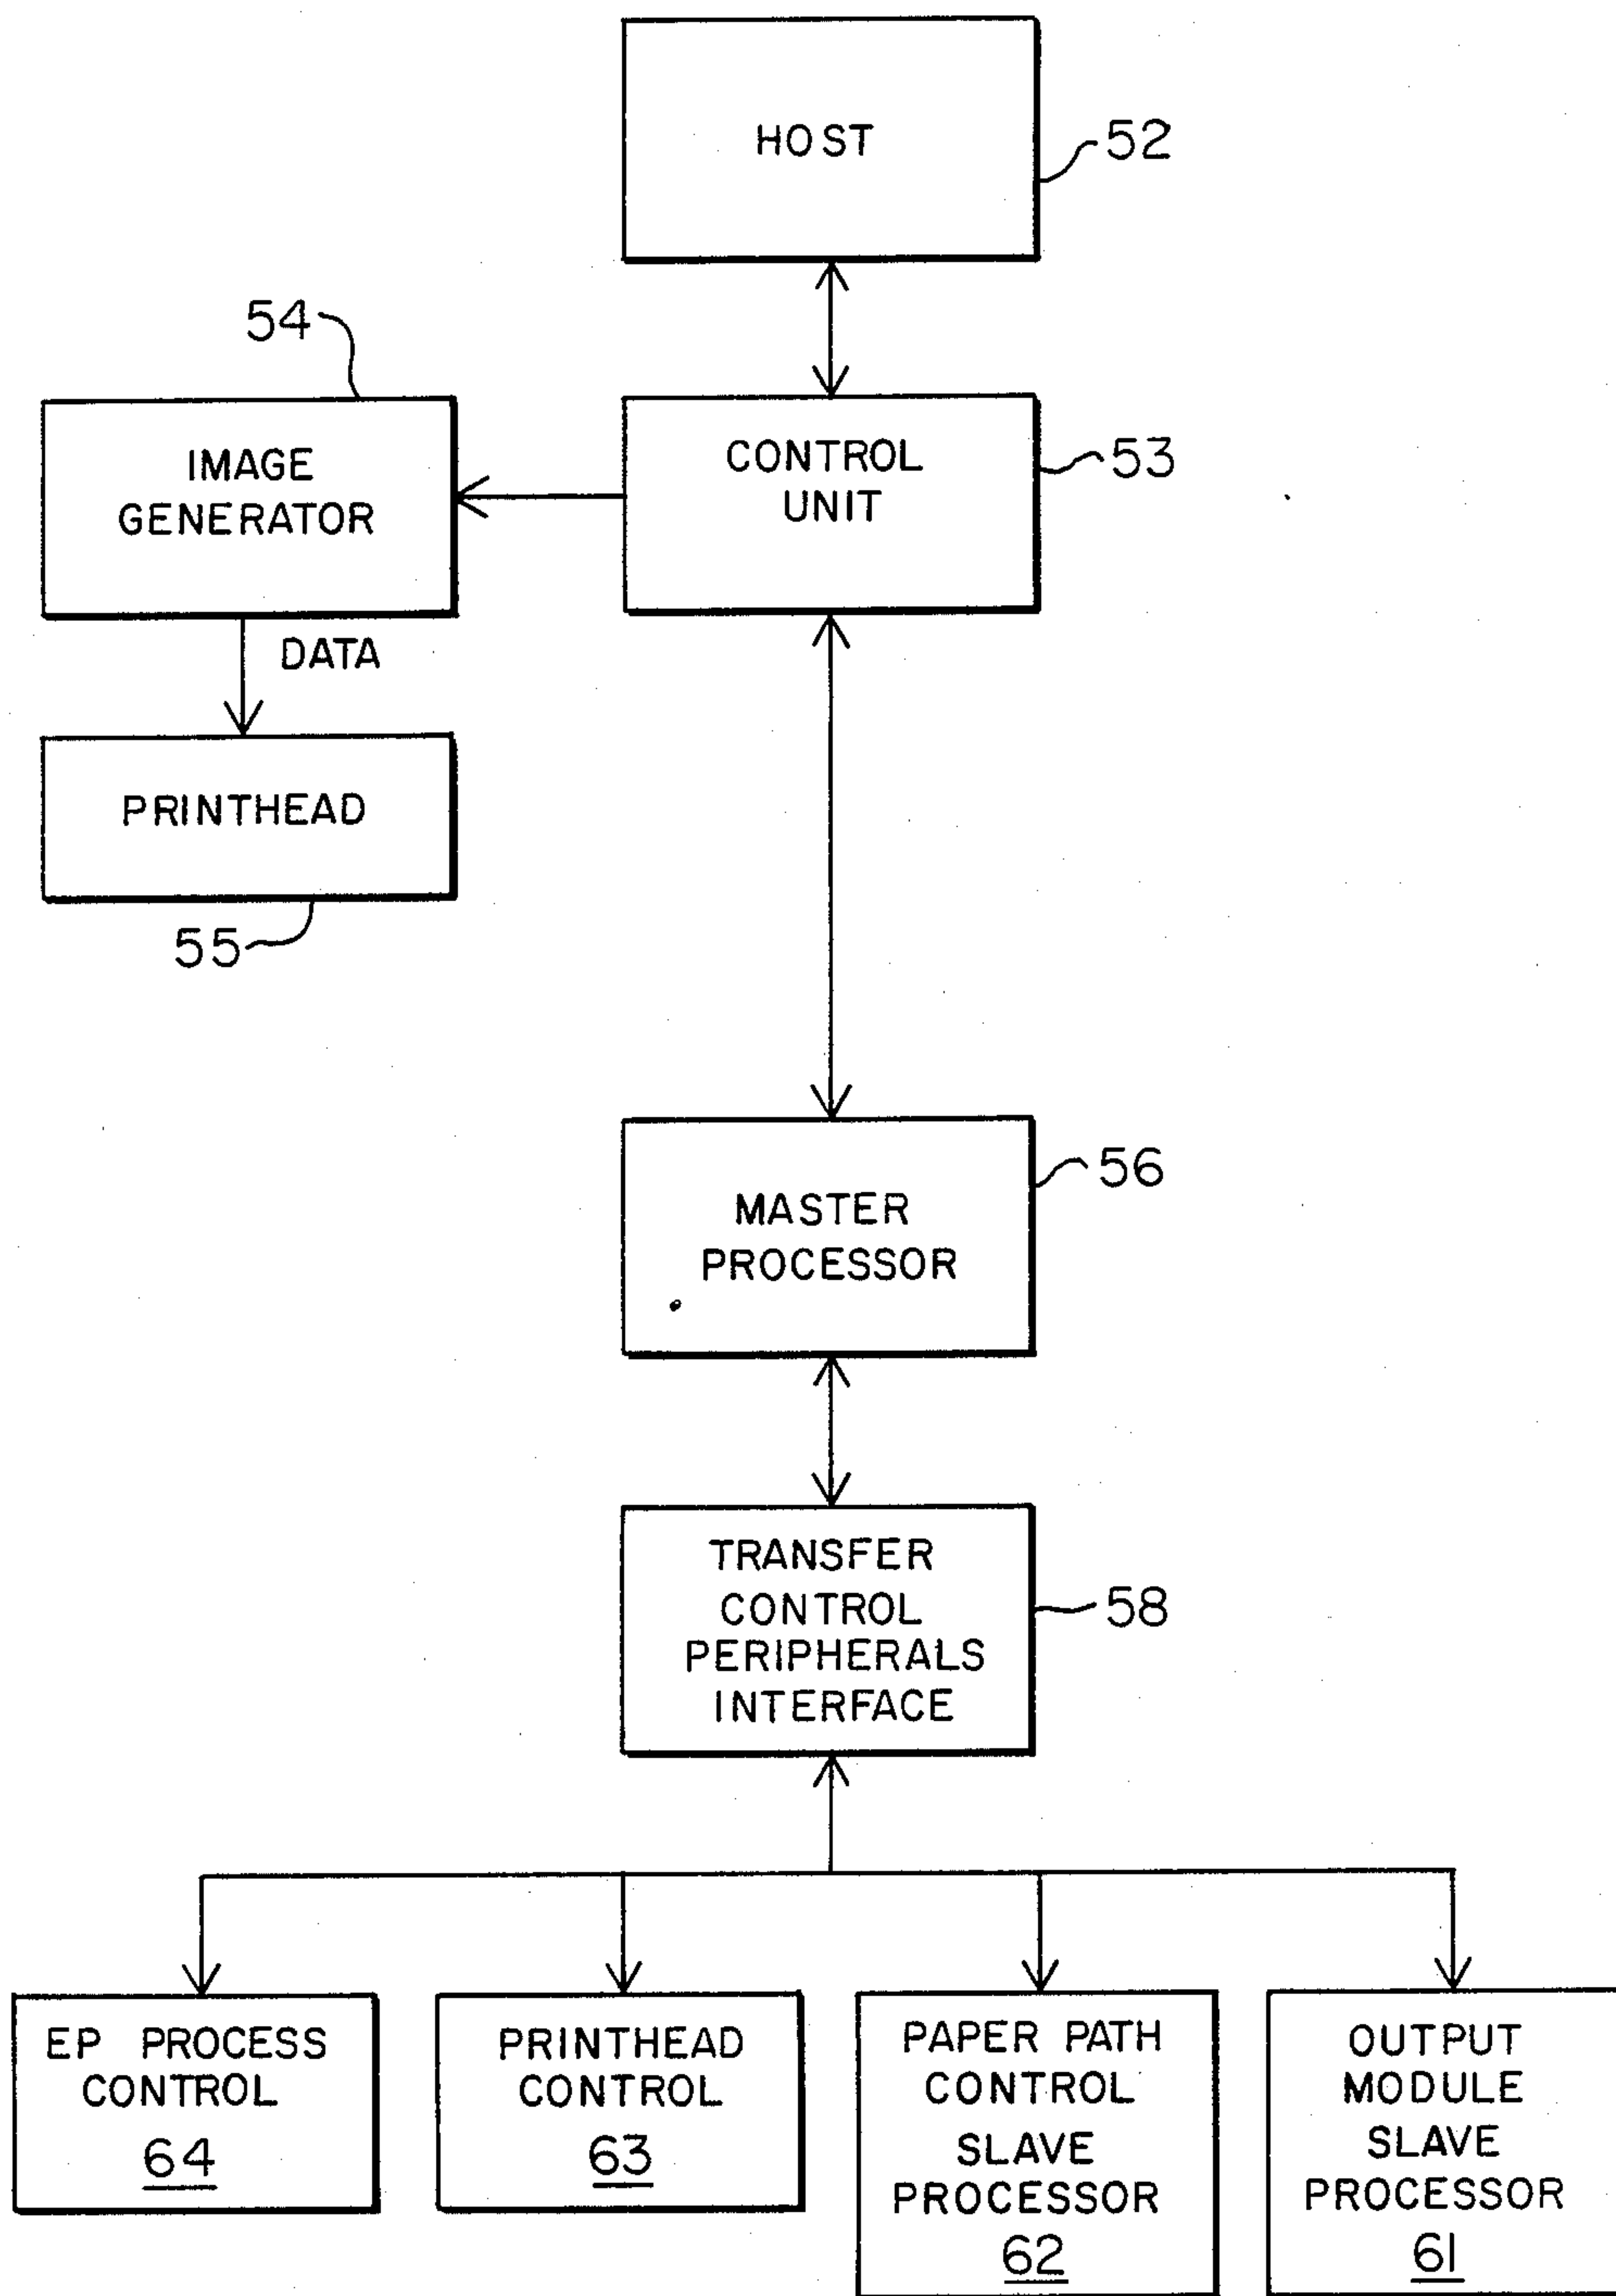 HOST
52
54
IMAGE
GENERATOR
CONTROL
UNIT
53
DATA
PRINTHEAD
55
MASTER
PROCESSOR
56
TRANSFER
CONTROL
PERIPHERALS
INTERFACE
58
EP PROCESS
CONTROL
64
PRINTHEAD
CONTROL
63
PAPER PATH
CONTROL
SLAVE
PROCESSOR
62
OUTPUT
MODULE
SLAVE
PROCESSOR
61